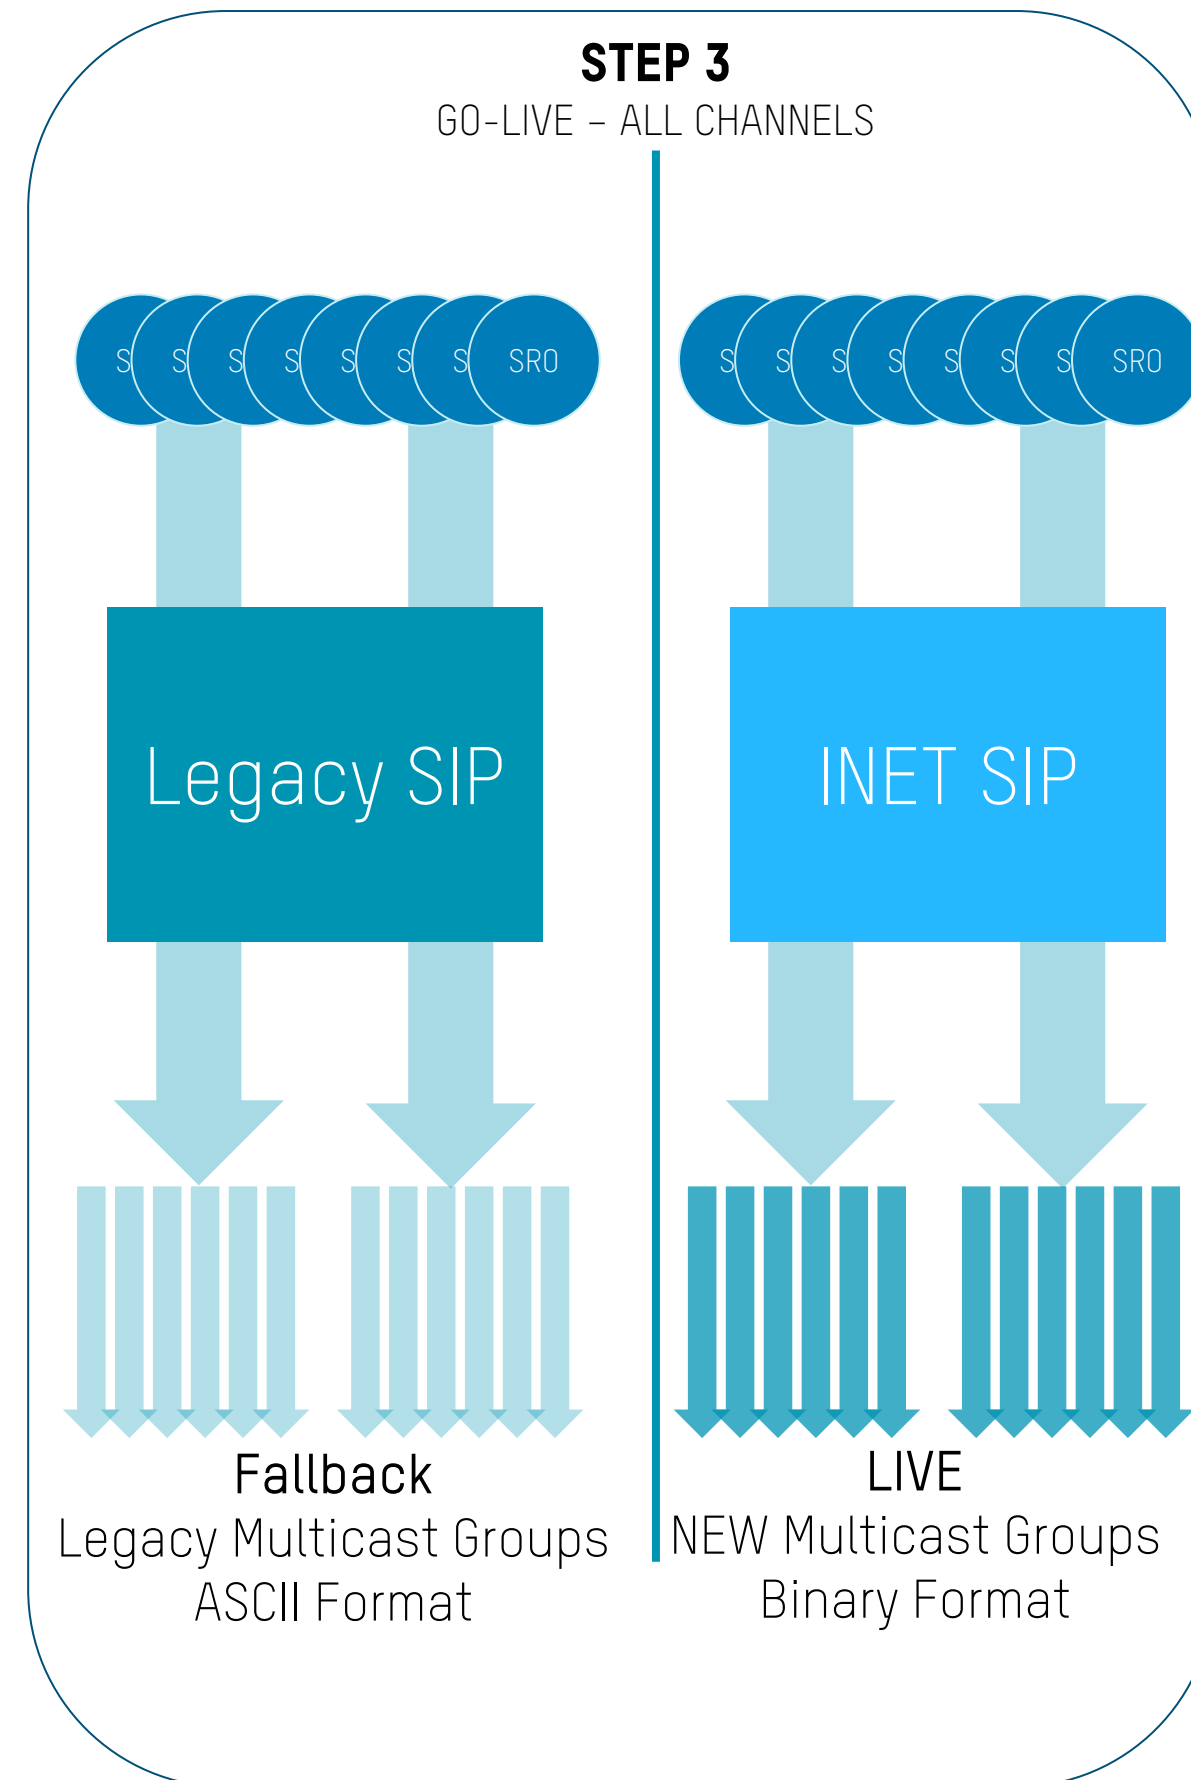 STEP 3
GO-LIVE – ALL CHANNELS
S S S S S S S SRO
S S S S S S S SRO
Legacy SIP
INET SIP
Fallback
Legacy Multicast Groups
ASCII Format
LIVE
NEW Multicast Groups
Binary Format